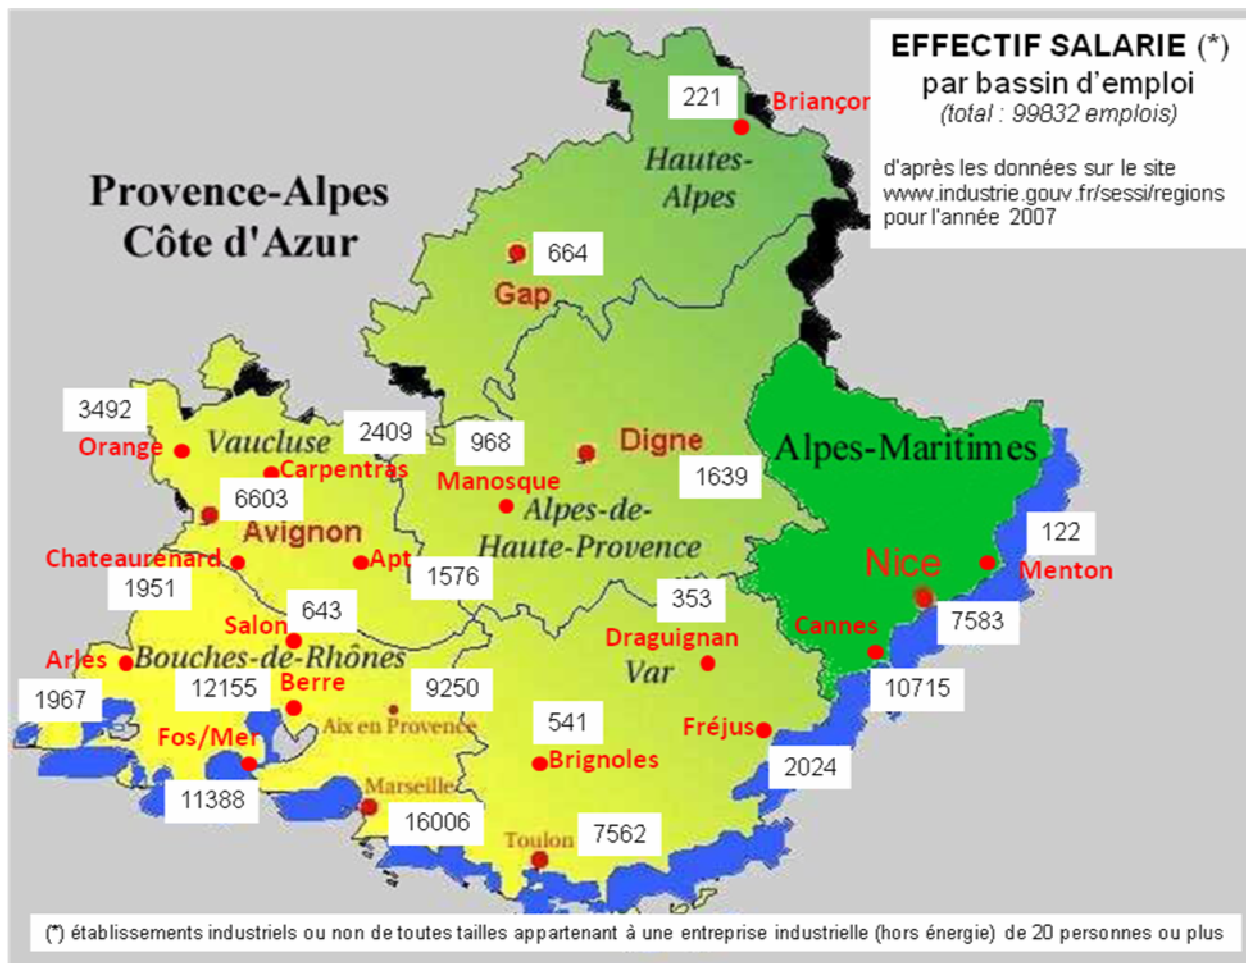 EFFECTIF SALARIE (*)
par bassin d'emploi
(total : 99832 emplois)
d'après les données sur le site
www.industrie.gouv.fr/sessi/regions
pour l'année 2007
Provence-Alpes
Côte d'Azur
221
Briançon
Hautes-
Alpes
664
Gap
3492
Orange
Vaucluse
2409
Carpentras
968
Manosque
Digne
1639
Alpes-Maritimes
6603
Avignon
Alpes-de-
Haute-Provence
122
Menton
Chateaurenard
Apt
1951
1576
Nice
7583
643
Salon
353
Draguignan
Cannes
10715
Arles
Bouches-de-Rhônes
Var
1967
12155
Berre
9250
Aix en Provence
541
Brignoles
Fréjus
2024
Fos/Mer
11388
Marseille
16006
Toulon
7562
(*) établissements industriels ou non de toutes tailles appartenant à une entreprise industrielle (hors énergie) de 20 personnes ou plus